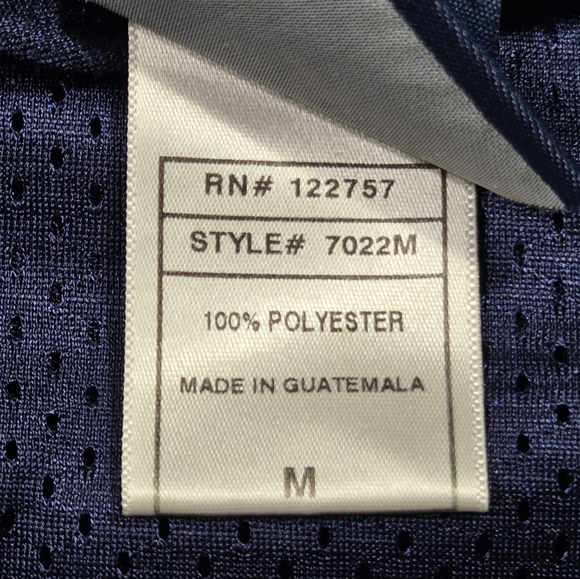 RN# 122757
STYLE# 7022M
100% POLYESTER
MADE IN GUATEMALA
M